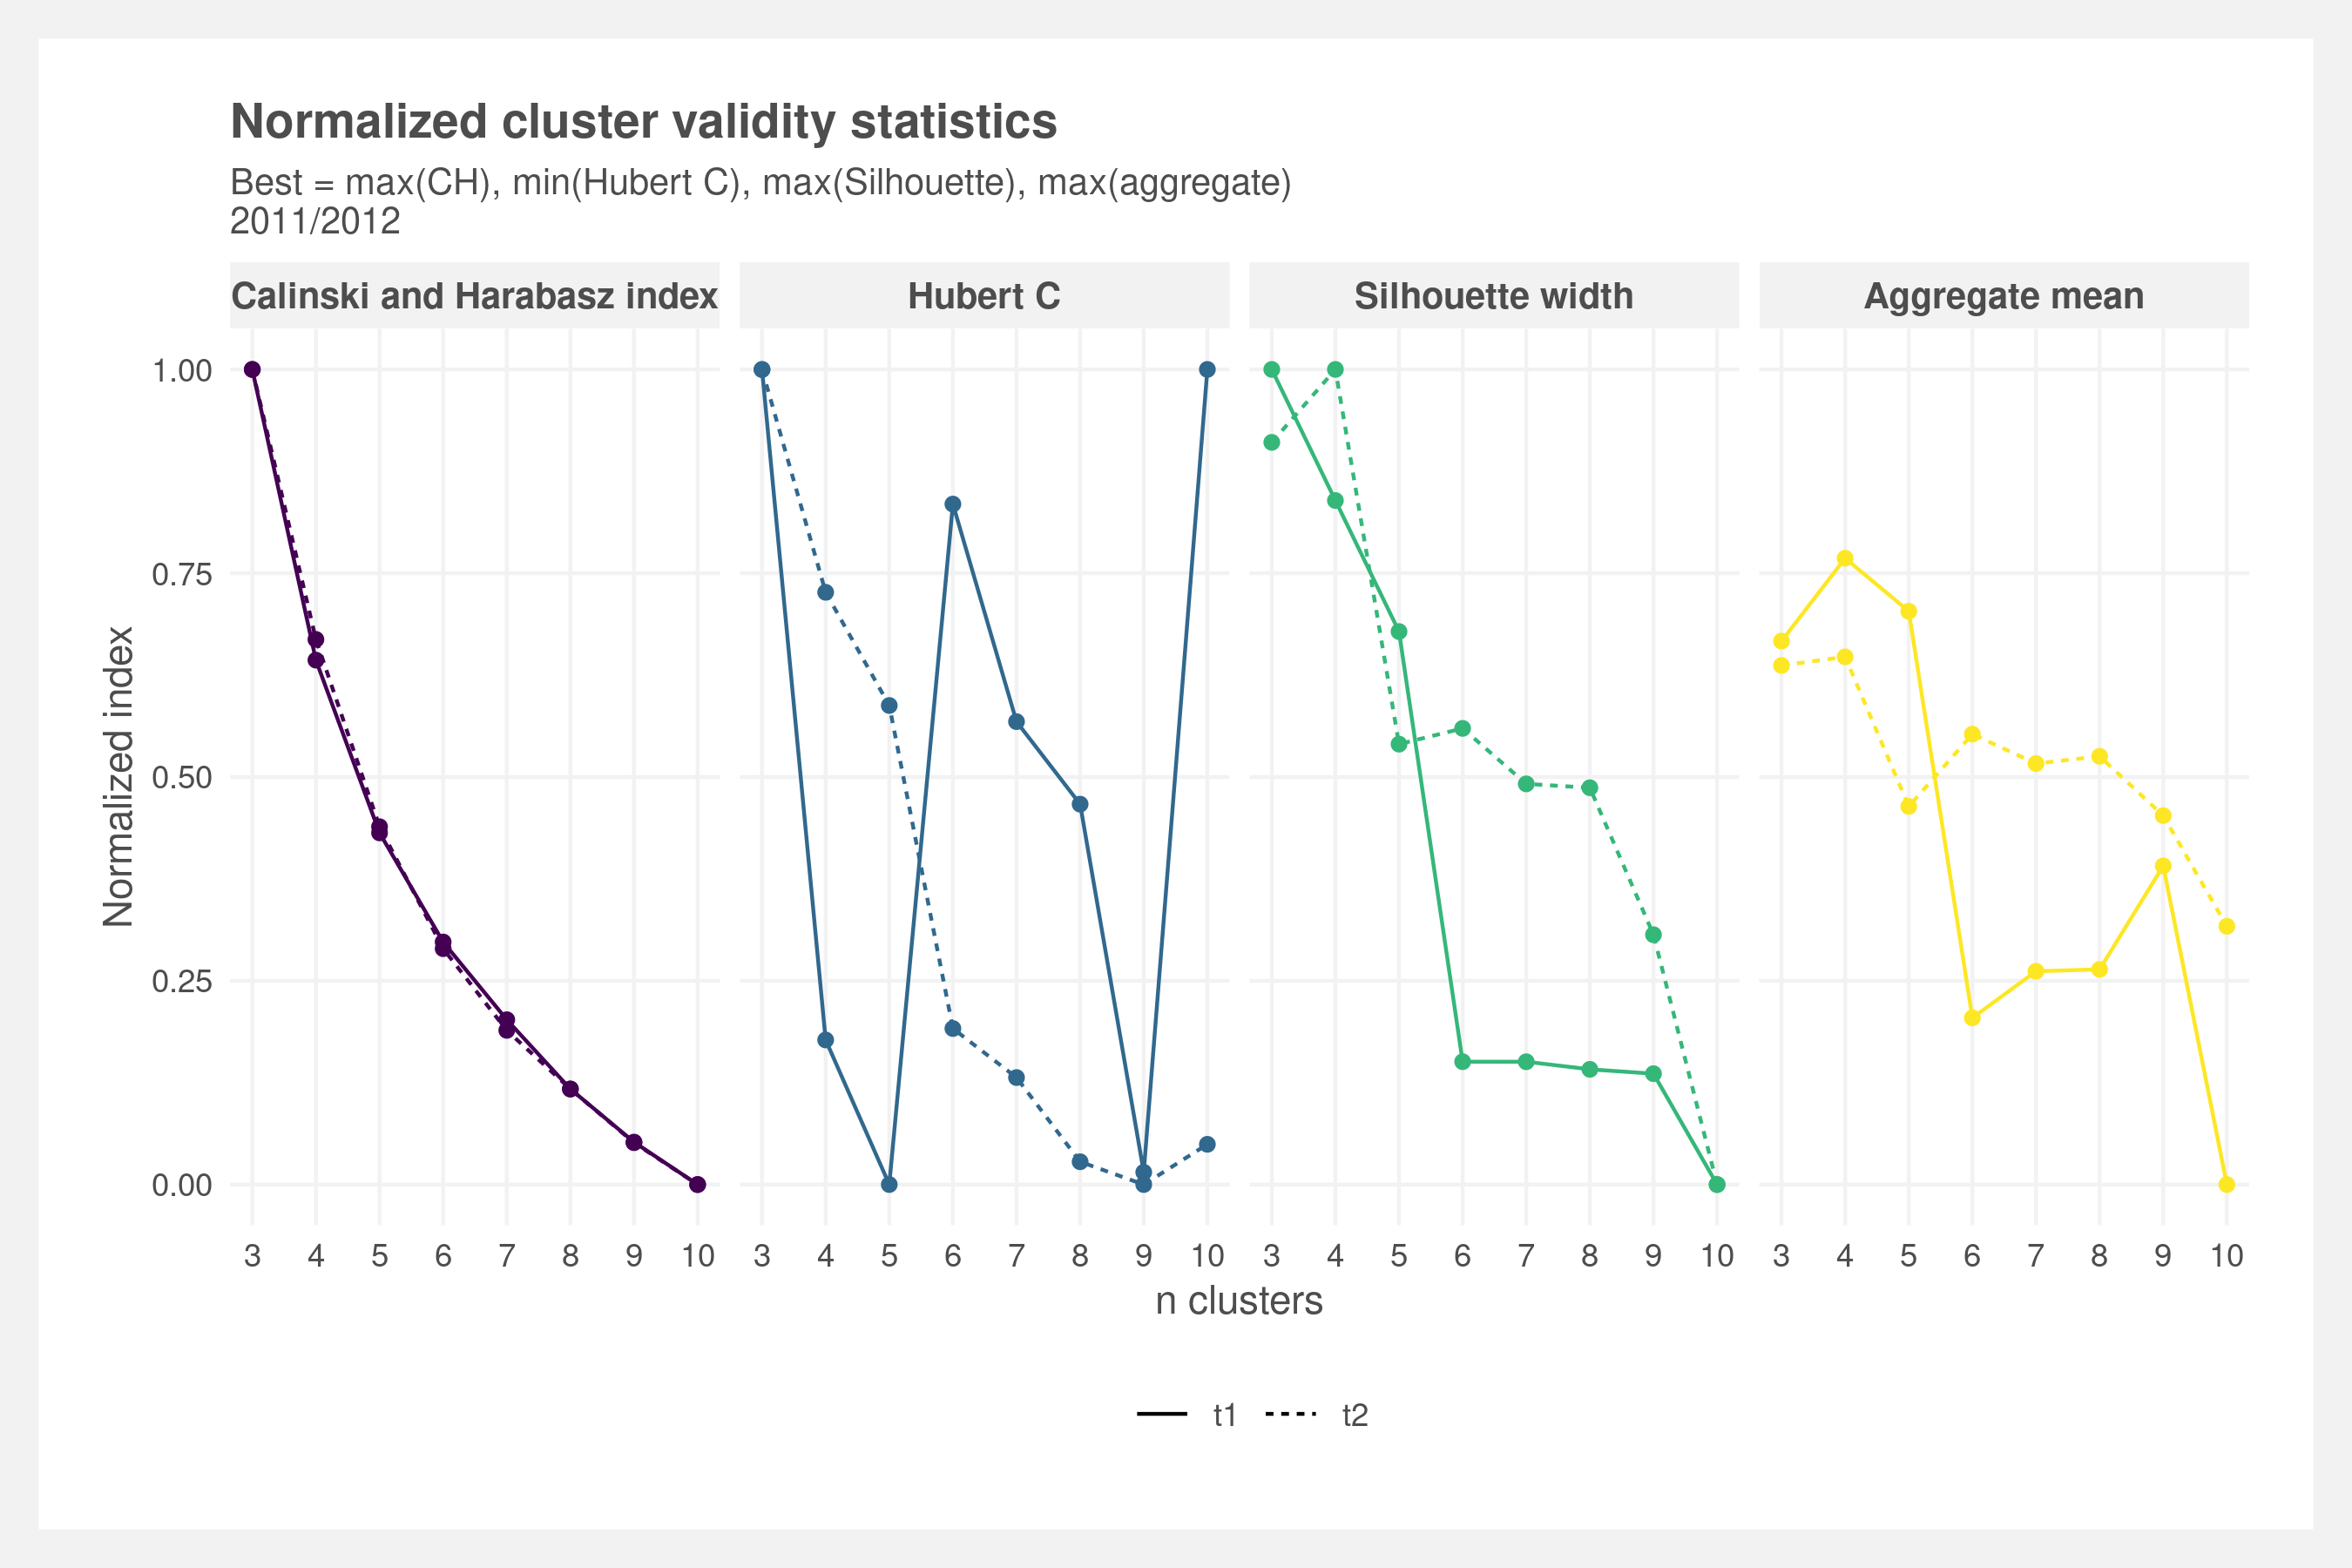 Normalized cluster validity statistics
Best = max(CH), min(Hubert C), max(Silhouette), max(aggregate)
2011/2012
Calinski and Harabasz index
Hubert C
Silhouette width
Aggregate mean
Normalized index
1.00
0.75
0.50
0.25
0.00
3 4 5 6 7 8 9 10
3 4 5 6 7 8 9 10
3 4 5 6 7 8 9 10
3 4 5 6 7 8 9 10
n clusters
t1 t2